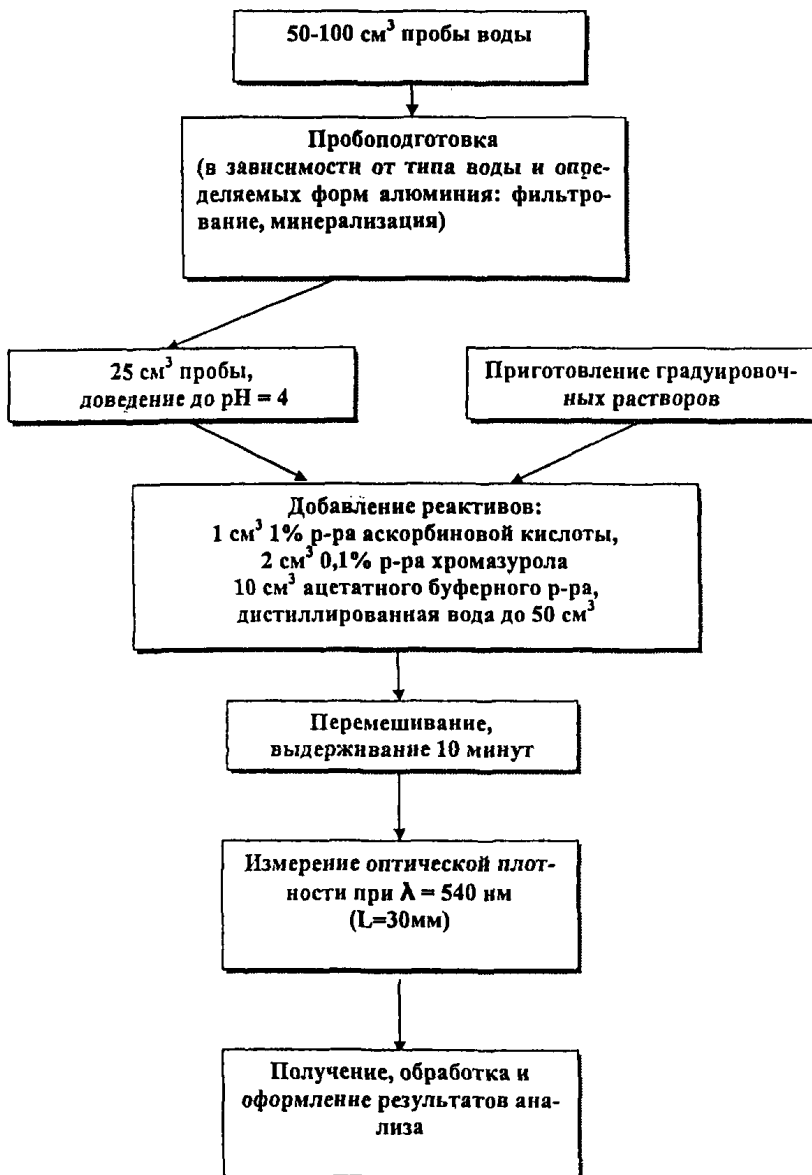 50-100 см³ пробы воды
Пробоподготовка
(в зависимости от типа воды и опре-
деляемых форм алюминия: фильтро-
вание, минерализация)
25 см³ пробы,
доведение до pH = 4
Приготовление градуировоч-
ных растворов
Добавление реактивов:
1 см³ 1% р-ра аскорбиновой кислоты,
2 см³ 0,1% р-ра хромазурола
10 см³ ацетатного буферного р-ра,
дистиллированная вода до 50 см³
Перемешивание,
выдерживание 10 минут
Измерение оптической плот-
ности при λ = 540 нм
(L=30мм)
Получение, обработка и
оформление результатов ана-
лиза